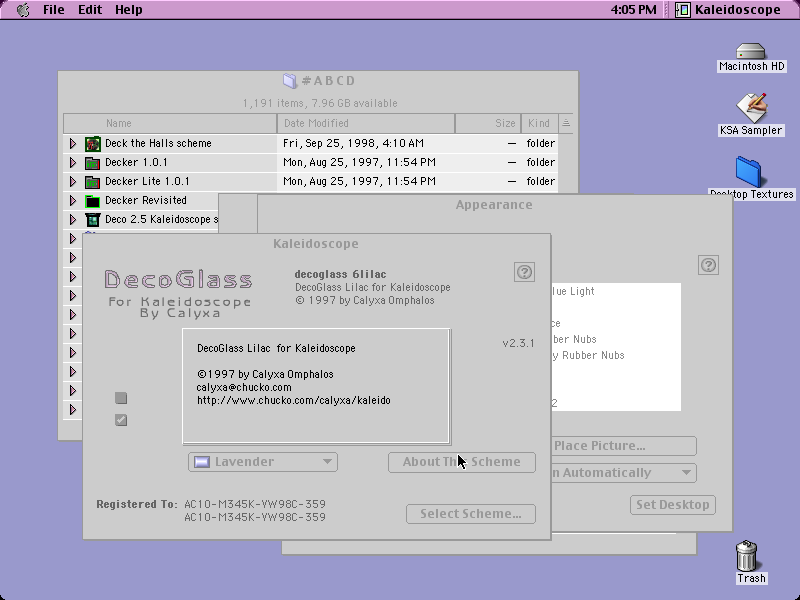 File Edit Help
4:05 PM
Kaleidoscope
Macintosh HD
KSA Sampler
Desktop Textures
Trash
#ABCD
1,191 items, 7.96 GB available
Name Date Modified Size Kind
Deck the Halls scheme Fri, Sep 25, 1998, 4:10 AM — folder
Decker 1.0.1 Mon, Aug 25, 1997, 11:54 PM — folder
Decker Lite 1.0.1 Mon, Aug 25, 1997, 11:54 PM — folder
Decker Revisited
Deco 2.5 Kaleidoscope s
Appearance
lue Light
ce
ber Nubs
y Rubber Nubs
2
Place Picture...
n Automatically
Set Desktop
Kaleidoscope
DecoGlass
For Kaleidoscope
By Calyxa
decoglass 6lilac
DecoGlass Lilac for Kaleidoscope
© 1997 by Calyxa Omphalos
v2.3.1
DecoGlass Lilac for Kaleidoscope
©1997 by Calyxa Omphalos
calyxa@chucko.com
http://www.chucko.com/calyxa/kaleido
Lavender
About Th Scheme
Registered To: AC10-M345K-YW98C-359
AC10-M345K-YW98C-359
Select Scheme...